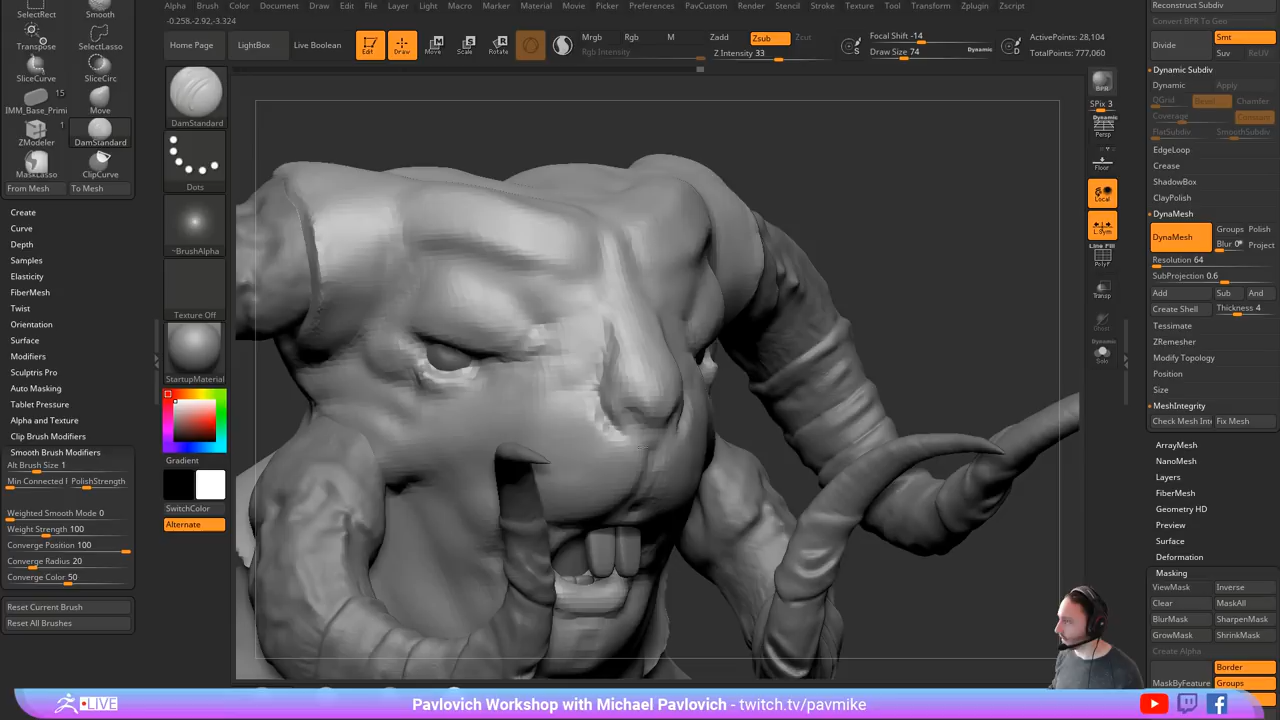 Alpha Brush Color Document Draw Edit File Layer Light Macro Marker Material Movie Picker Preferences PavCustom Render Stencil Stroke Texture Tool Transform Zplugin Zscript
-0.258,-2.92,-3.324
Home Page LightBox Live Boolean Edit Draw Move Scale Rotate
Mrgb Rgb M
Rgb Intensity
Zadd Zsub Zcut
Z Intensity 33
Focal Shift -14
Draw Size 74 Dynamic
ActivePoints: 28,104
TotalPoints: 777,060
Smooth
Transpose SelectLasso
SliceCurve SliceCirc
15
IMM_Base_Primi Move
1
ZModeler DamStandard
MaskLasso ClipCurve
From Mesh To Mesh
Create
Curve
Depth
Samples
Elasticity
FiberMesh
Twist
Orientation
Surface
Modifiers
Sculptris Pro
Auto Masking
Tablet Pressure
Alpha and Texture
Clip Brush Modifiers
Smooth Brush Modifiers
Alt Brush Size 1
Min Connected PolishStrength
Weighted Smooth Mode 0
Weight Strength 100
Converge Position 100
Converge Radius 20
Converge Color 50
Reset Current Brush
Reset All Brushes
DamStandard
Dots
~BrushAlpha
Texture Off
StartupMaterial
Gradient
SwitchColor
Alternate
BPR
SPix 3
Dynamic
Persp
Floor
Local
L.Sym
Line Fill
PolyF
Transp
Ghost
Dynamic
Solo
Reconstruct Subdiv
Convert BPR To Geo
Divide Smt
Suv ReUV
Dynamic Subdiv
Dynamic Apply
QGrid Bevel Chamfer
Coverage Constant
FlatSubdiv SmoothSubdiv
EdgeLoop
Crease
ShadowBox
ClayPolish
DynaMesh
DynaMesh Groups Polish
Blur 0 Project
Resolution 64
SubProjection 0.6
Add Sub And
Create Shell Thickness 4
Tessimate
ZRemesher
Modify Topology
Position
Size
MeshIntegrity
Check Mesh Inte Fix Mesh
ArrayMesh
NanoMesh
Layers
FiberMesh
Geometry HD
Preview
Surface
Deformation
Masking
ViewMask Inverse
Clear MaskAll
BlurMask SharpenMask
GrowMask ShrinkMask
Create Alpha
Border
MaskByFeature Groups
LIVE
Pavlovich Workshop with Michael Pavlovich - twitch.tv/pavmike